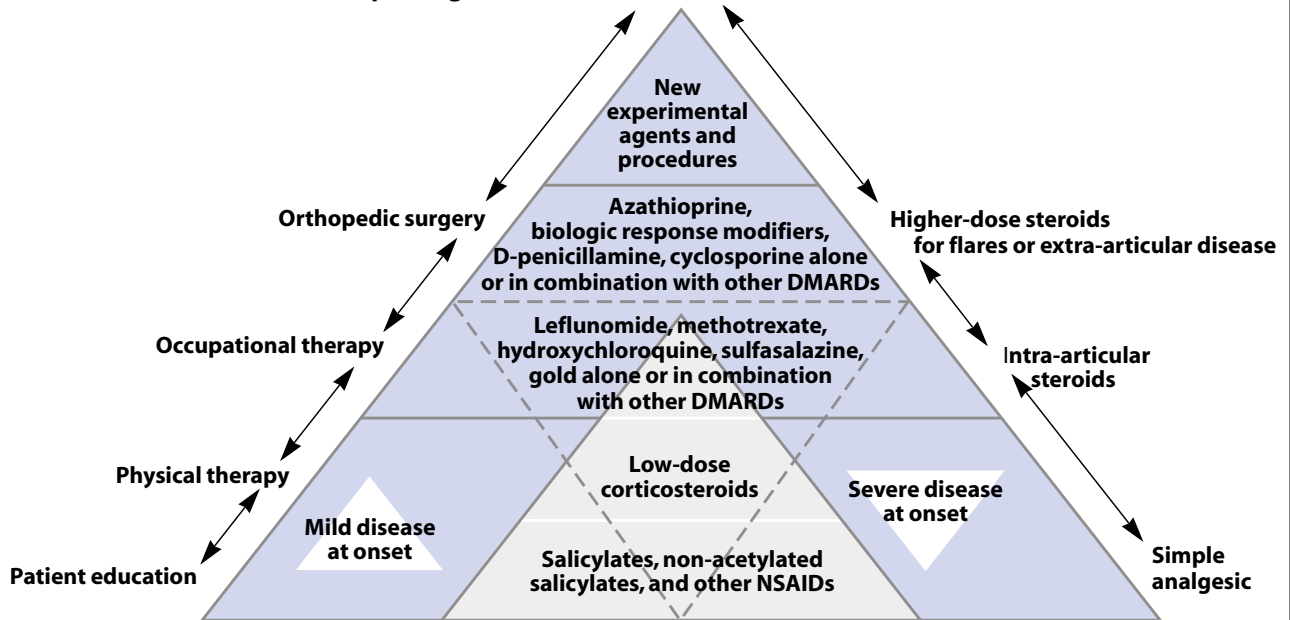 New
experimental
agents and
procedures
Orthopedic surgery
Azathioprine,
biologic response modifiers,
D-penicillamine, cyclosporine alone
or in combination with other DMARDs
Higher-dose steroids
for flares or extra-articular disease
Occupational therapy
Leflunomide, methotrexate,
hydroxychloroquine, sulfasalazine,
gold alone or in combination
with other DMARDs
Intra-articular
steroids
Physical therapy
Low-dose
corticosteroids
Mild disease
at onset
Severe disease
at onset
Patient education
Salicylates, non-acetylated
salicylates, and other NSAIDs
Simple
analgesic